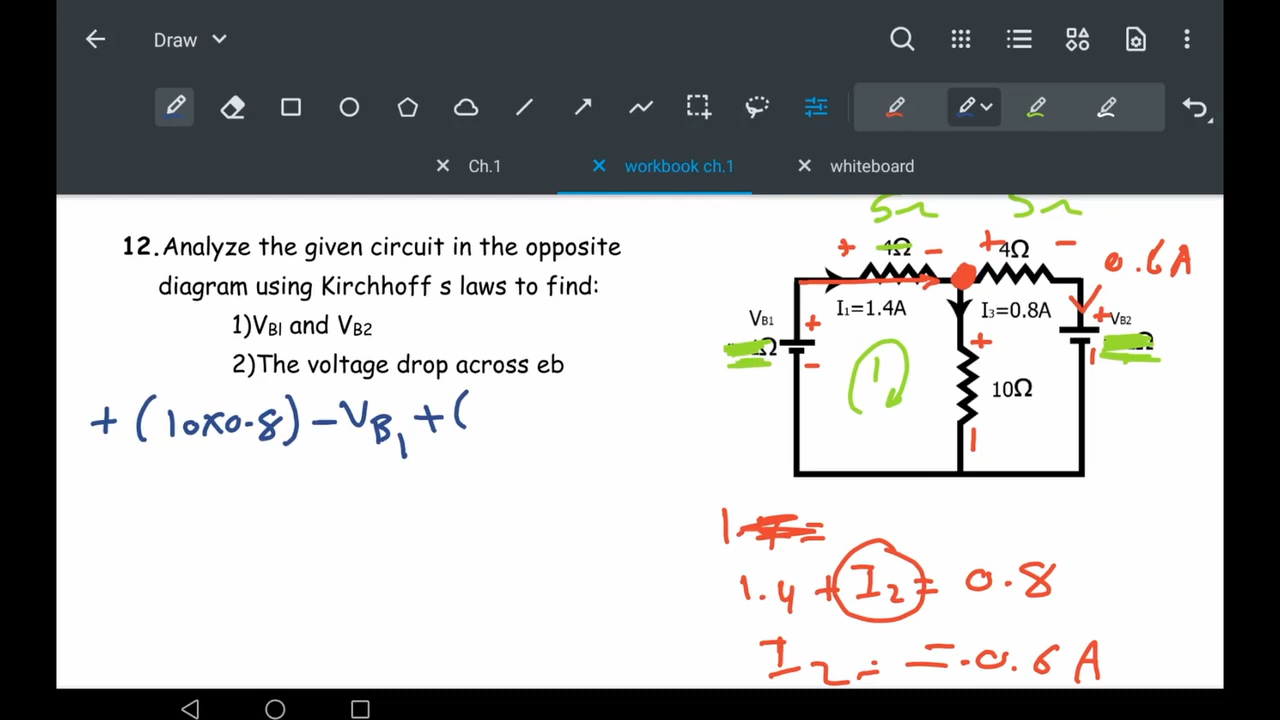 Draw
Ch.1
workbook ch.1
whiteboard
12.Analyze the given circuit in the opposite
diagram using Kirchhoff s laws to find:
1)VB1 and VB2
2)The voltage drop across eb
+ (10×0.8) - VB1 + (
5Ω
5Ω
+ 4Ω -
+ 4Ω -
0.6A
I1=1.4A
I3=0.8A
VB1
+
-
Ω
+
VB2
Ω
1
+
10Ω
1.
=
1.4 + I2 = 0.8
I2 = = -0.6 A